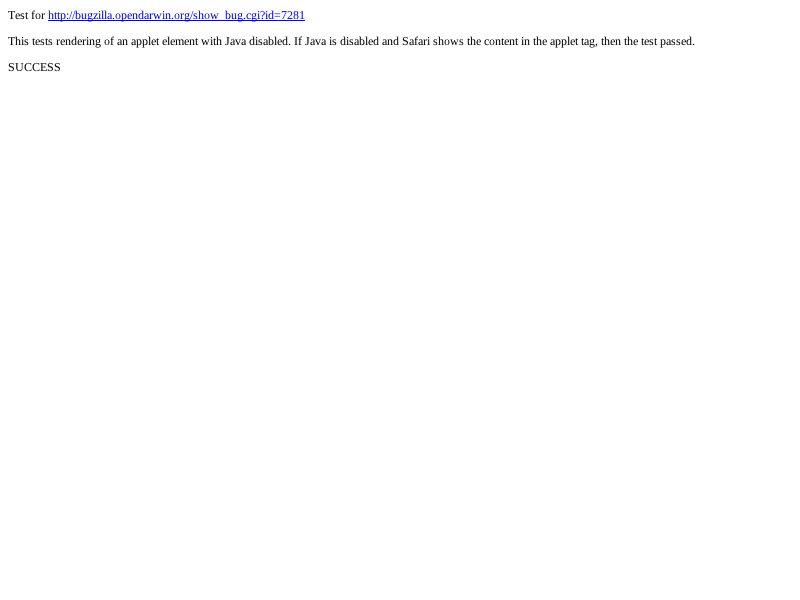 Test for http://bugzilla.opendarwin.org/show_bug.cgi?id=7281
This tests rendering of an applet element with Java disabled. If Java is disabled and Safari shows the content in the applet tag, then the test passed.
SUCCESS